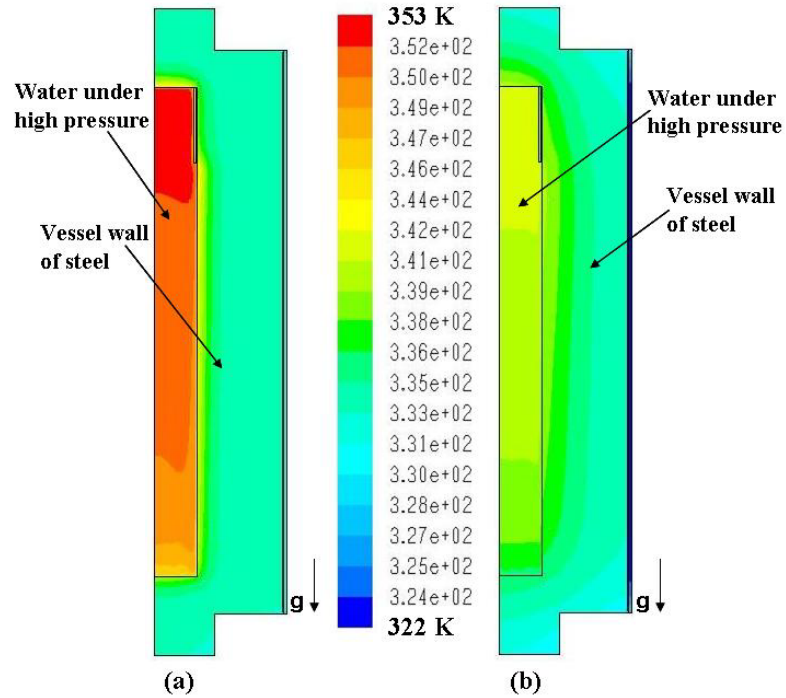 353 K
3.52e+02
3.50e+02
3.49e+02
3.47e+02
3.46e+02
3.44e+02
3.42e+02
3.41e+02
3.39e+02
3.38e+02
3.36e+02
3.35e+02
3.33e+02
3.31e+02
3.30e+02
3.28e+02
3.27e+02
3.25e+02
3.24e+02
322 K
Water under
high pressure
Vessel wall
of steel
g
(a)
Water under
high pressure
Vessel wall
of steel
g
(b)